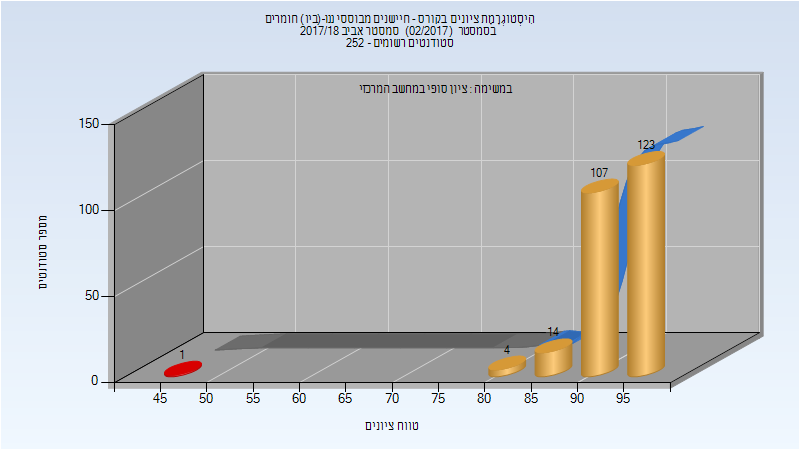 היסטוגרמת ציונים בקורס - חיישנים מבוססי ננו-(ביו) חומרים
בסמסטר (02/2017) סמסטר אביב 2017/18
סטודנטים רשומים - 252
במשימה : ציון סופי במחשב המרכזי
150
100
50
0
מספר סטודנטים
1
4
14
107
123
45 50 55 60 65 70 75 80 85 90 95
טווח ציונים